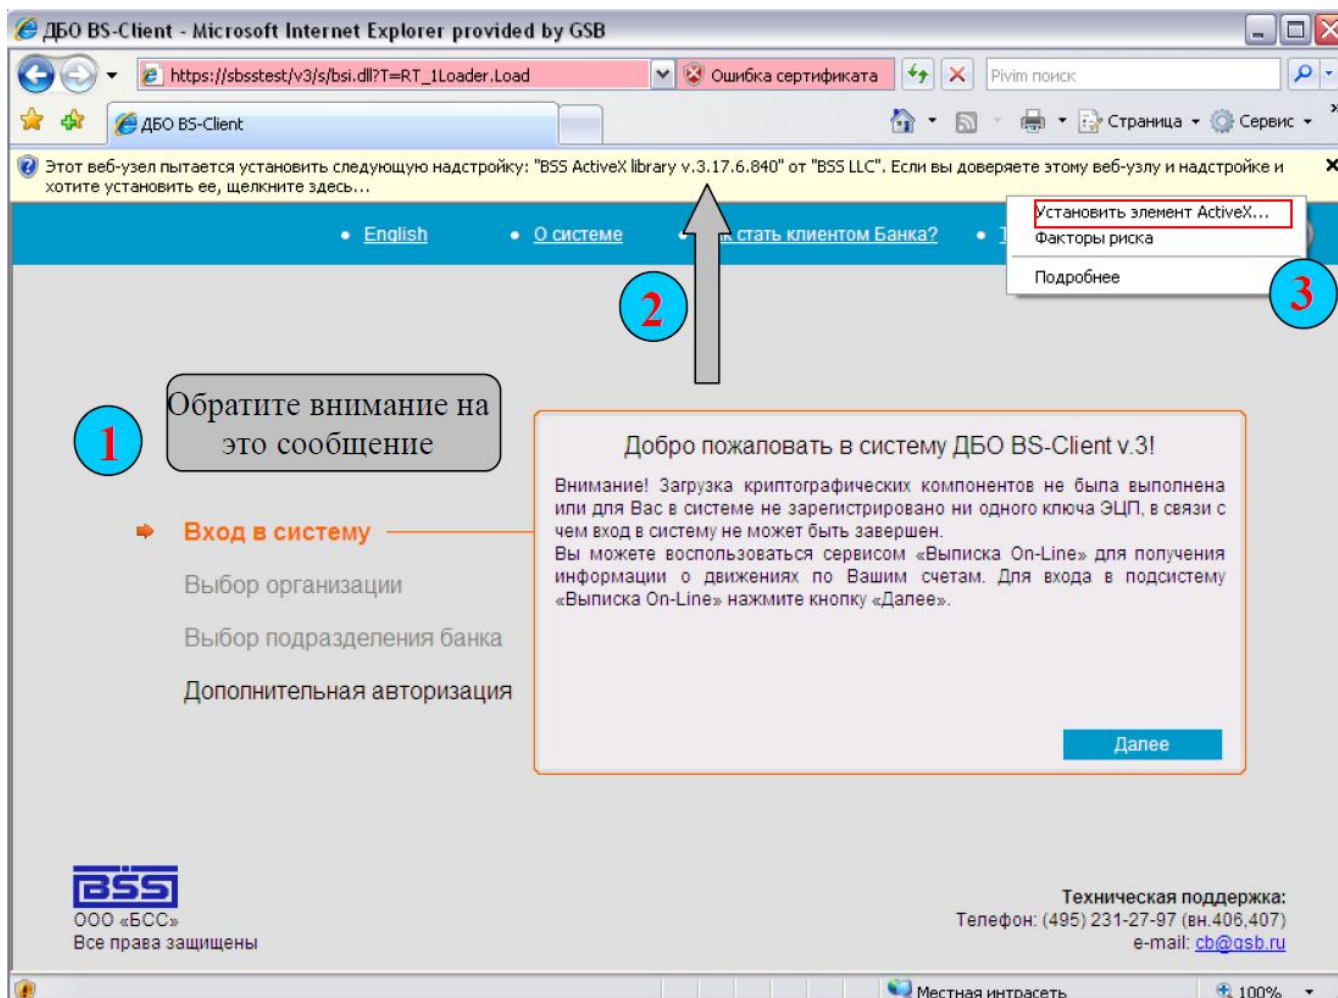 ДБО BS-Client - Microsoft Internet Explorer provided by GSB
https://sbsstest/v3/s/bsi.dll?T=RT_1Loader.Load
Ошибка сертификата
Pivim поиск
ДБО BS-Client
Страница
Сервис
Этот веб-узел пытается установить следующую надстройку: "BSS ActiveX library v.3.17.6.840" от "BSS LLC". Если вы доверяете этому веб-узлу и надстройке и
хотите установить ее, щелкните здесь...
Установить элемент ActiveX...
Факторы риска
Подробнее
English
О системе
стать клиентом Банка?
2
3
1
Обратите внимание на
это сообщение
Добро пожаловать в систему ДБО BS-Client v.3!
Внимание! Загрузка криптографических компонентов не была выполнена
или для Вас в системе не зарегистрировано ни одного ключа ЭЦП, в связи с
чем вход в систему не может быть завершен.
Вы можете воспользоваться сервисом «Выписка On-Line» для получения
информации о движениях по Вашим счетам. Для входа в подсистему
«Выписка On-Line» нажмите кнопку «Далее».
Вход в систему
Выбор организации
Выбор подразделения банка
Дополнительная авторизация
Далее
BSS
ООО «БСС»
Все права защищены
Техническая поддержка:
Телефон: (495) 231-27-97 (вн.406,407)
e-mail: cb@gsb.ru
Местная интрасеть
100%